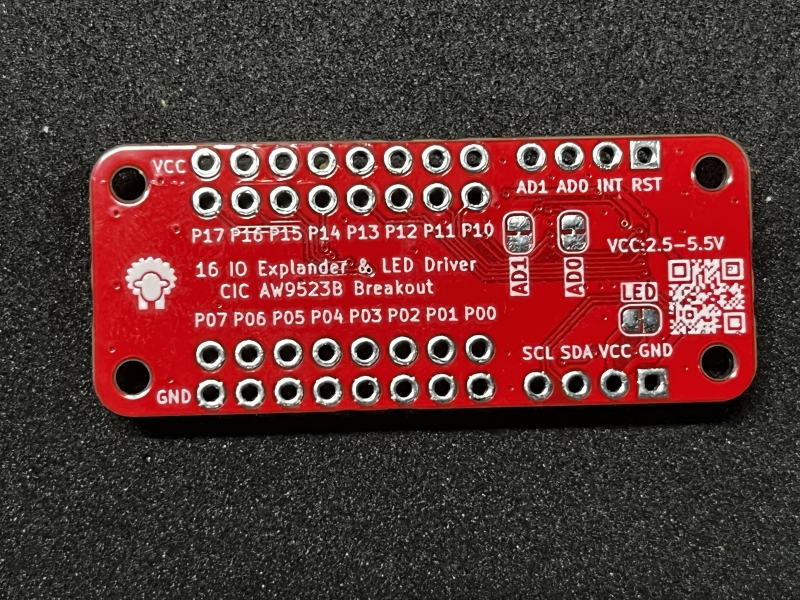 VCC
AD1 AD0 INT RST
P17 P16 P15 P14 P13 P12 P11 P10
VCC:2.5-5.5V
16 IO Explander & LED Driver
CIC AW9523B Breakout
AD1
AD0
LED
P07 P06 P05 P04 P03 P02 P01 P00
SCL SDA VCC GND
GND